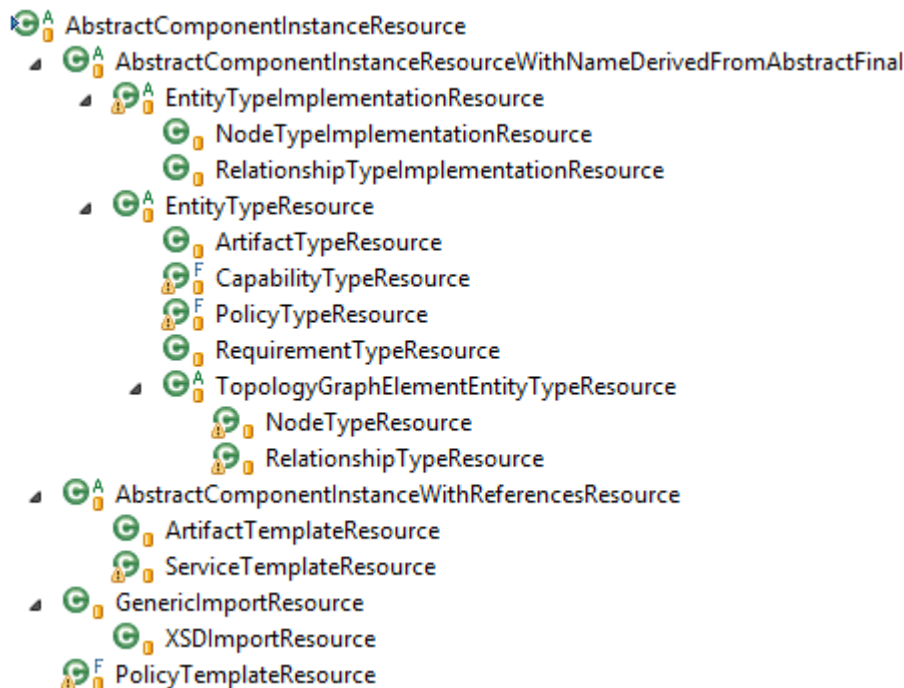 AbstractComponentInstanceResource
AbstractComponentInstanceResourceWithNameDerivedFromAbstractFinal
EntityTypeImplementationResource
NodeTypeImplementationResource
RelationshipTypeImplementationResource
EntityTypeResource
ArtifactTypeResource
CapabilityTypeResource
PolicyTypeResource
RequirementTypeResource
TopologyGraphElementEntityTypeResource
NodeTypeResource
RelationshipTypeResource
AbstractComponentInstanceWithReferencesResource
ArtifactTemplateResource
ServiceTemplateResource
GenericImportResource
XSDImportResource
PolicyTemplateResource